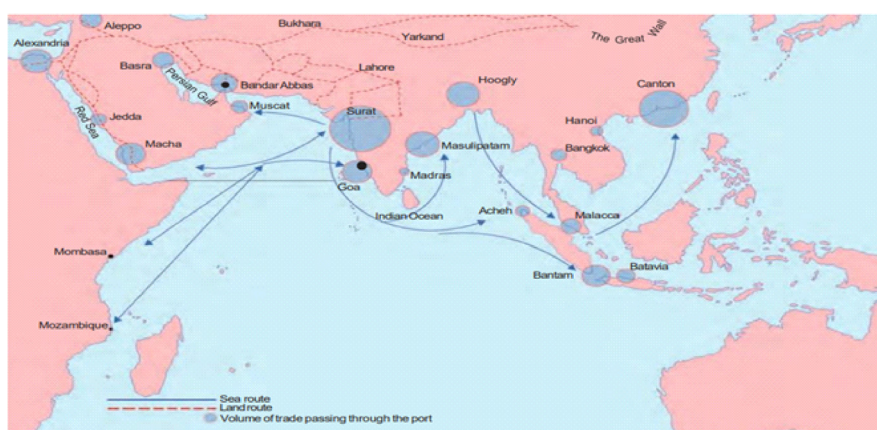 Aleppo
Bukhara
Yarkand
The Great Wall
Alexandria
Basra
Persian Gulf
Bandar Abbas
Lahore
Hoogly
Canton
Muscat
Surat
Red Sea
Jedda
Hanoi
Macha
Masulipatam
Bangkok
Goa
Madras
Indian Ocean
Acheh
Malacca
Mombasa
Bantam
Batavia
Mozambique
Sea route
Land route
Volume of trade passing through the port